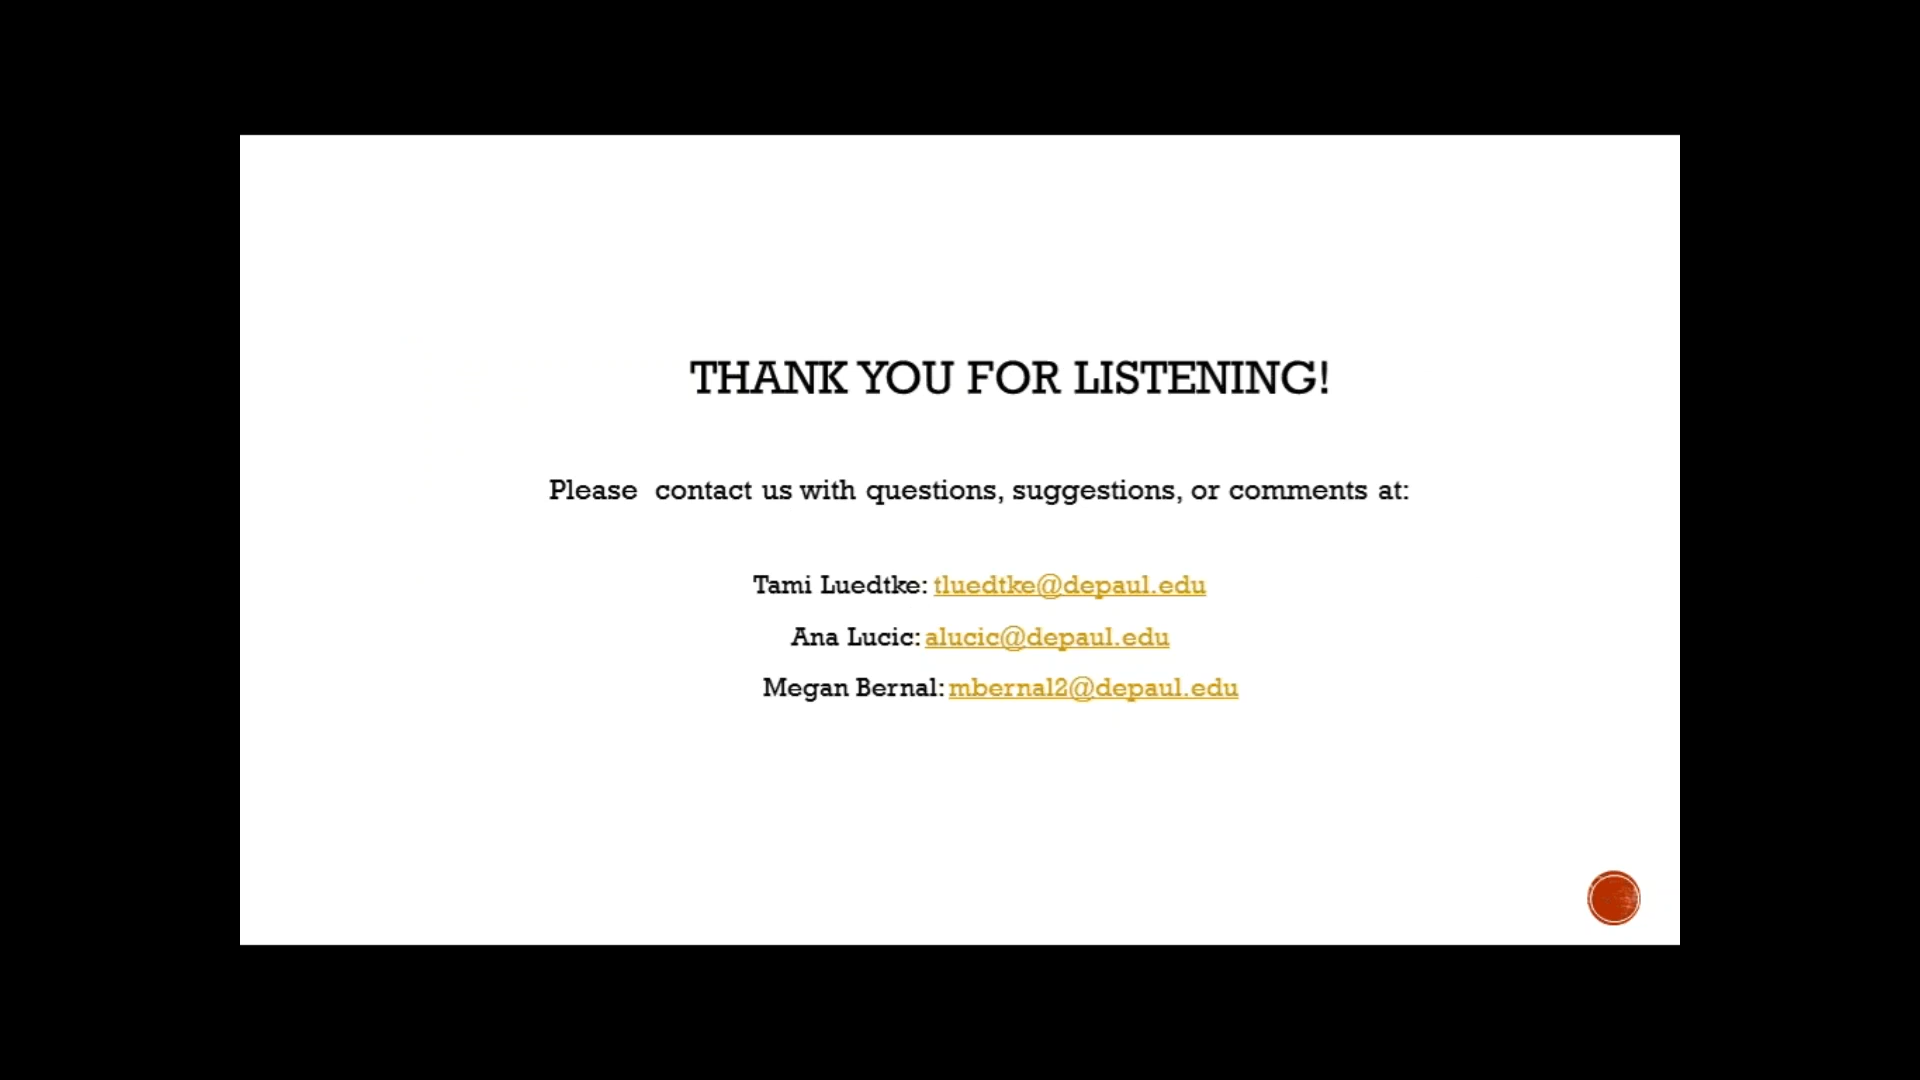 THANK YOU FOR LISTENING!
Please  contact us with questions, suggestions, or comments at:
Tami Luedtke: tluedtke@depaul.edu
Ana Lucic: alucic@depaul.edu
Megan Bernal: mbernal2@depaul.edu